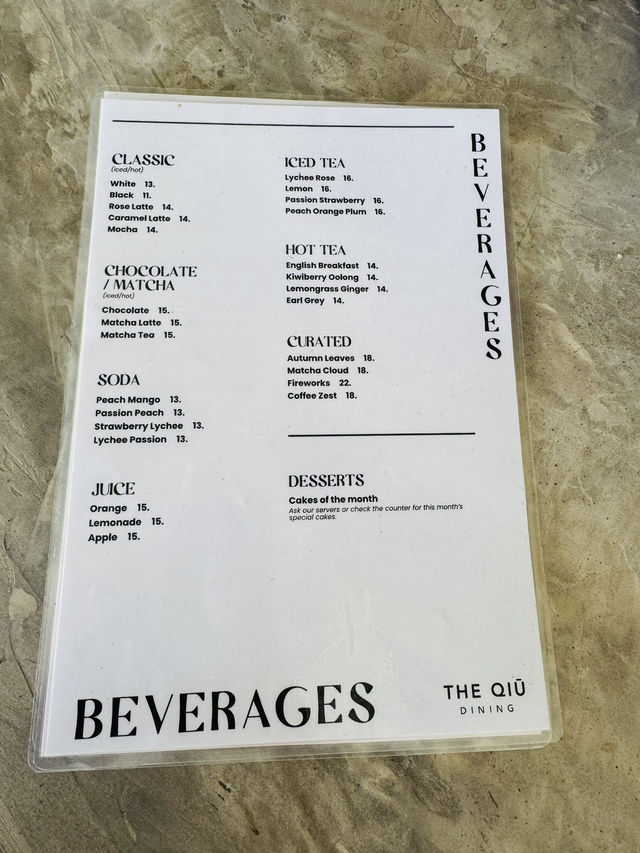 CLASSIC
(iced/hot)
White 13.
Black 11.
Rose Latte 14.
Caramel Latte 14.
Mocha 14.
CHOCOLATE
/ MATCHA
(iced/hot)
Chocolate 15.
Matcha Latte 15.
Matcha Tea 15.
SODA
Peach Mango 13.
Passion Peach 13.
Strawberry Lychee 13.
Lychee Passion 13.
JUICE
Orange 15.
Lemonade 15.
Apple 15.
ICED TEA
Lychee Rose 16.
Lemon 16.
Passion Strawberry 16.
Peach Orange Plum 16.
HOT TEA
English Breakfast 14.
Kiwiberry Oolong 14.
Lemongrass Ginger 14.
Earl Grey 14.
CURATED
Autumn Leaves 18.
Matcha Cloud 18.
Fireworks 22.
Coffee Zest 18.
DESSERTS
Cakes of the month
Ask our servers or check the counter for this month's
special cakes.
BEVERAGES
BEVERAGES
THE QIŪ
DINING